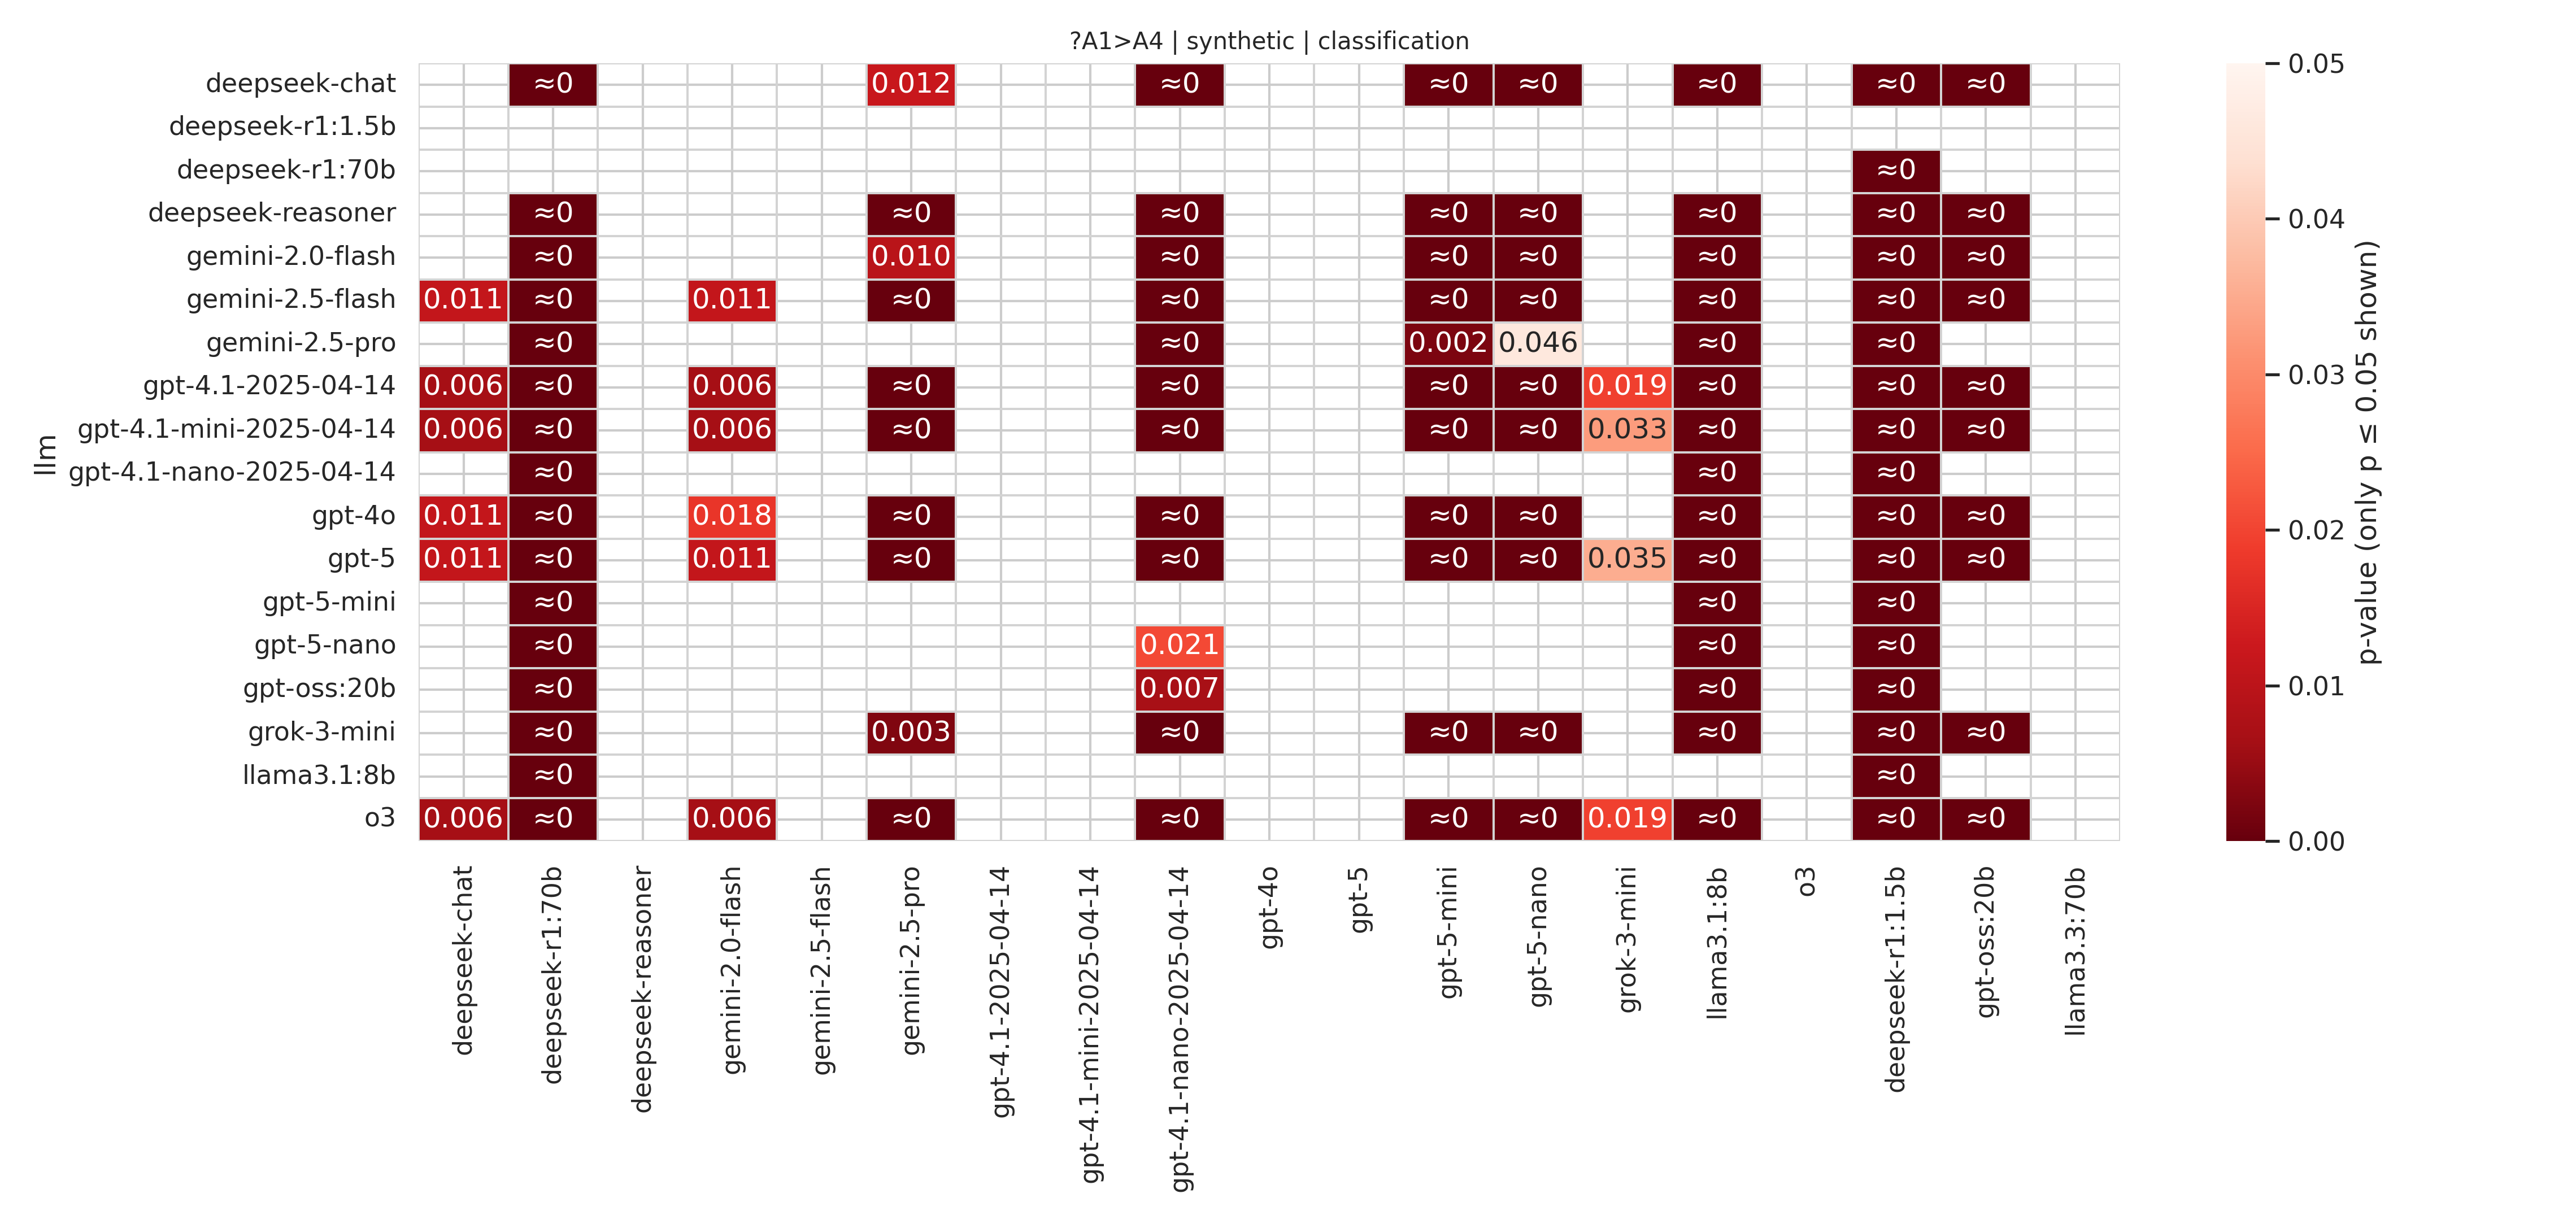 ?A1>A4 | synthetic | classification
deepseek-chat ≈0 0.012 ≈0 ≈0 ≈0 ≈0 ≈0 ≈0
deepseek-r1:1.5b
deepseek-r1:70b ≈0
deepseek-reasoner ≈0 ≈0 ≈0 ≈0 ≈0 ≈0 ≈0 ≈0
gemini-2.0-flash ≈0 0.010 ≈0 ≈0 ≈0 ≈0 ≈0 ≈0
gemini-2.5-flash 0.011 ≈0 0.011 ≈0 ≈0 ≈0 ≈0 ≈0 ≈0 ≈0
gemini-2.5-pro ≈0 ≈0 0.002 0.046 ≈0 ≈0
gpt-4.1-2025-04-14 0.006 ≈0 0.006 ≈0 ≈0 ≈0 ≈0 0.019 ≈0 ≈0 ≈0
gpt-4.1-mini-2025-04-14 0.006 ≈0 0.006 ≈0 ≈0 ≈0 ≈0 0.033 ≈0 ≈0 ≈0
gpt-4.1-nano-2025-04-14 ≈0 ≈0 ≈0
gpt-4o 0.011 ≈0 0.018 ≈0 ≈0 ≈0 ≈0 ≈0 ≈0 ≈0
gpt-5 0.011 ≈0 0.011 ≈0 ≈0 ≈0 ≈0 0.035 ≈0 ≈0 ≈0
gpt-5-mini ≈0 ≈0 ≈0
gpt-5-nano ≈0 0.021 ≈0 ≈0
gpt-oss:20b ≈0 0.007 ≈0 ≈0
grok-3-mini ≈0 0.003 ≈0 ≈0 ≈0 ≈0 ≈0 ≈0
llama3.1:8b ≈0 ≈0
o3 0.006 ≈0 0.006 ≈0 ≈0 ≈0 ≈0 0.019 ≈0 ≈0 ≈0
llm
deepseek-chat
deepseek-r1:70b
deepseek-reasoner
gemini-2.0-flash
gemini-2.5-flash
gemini-2.5-pro
gpt-4.1-2025-04-14
gpt-4.1-mini-2025-04-14
gpt-4.1-nano-2025-04-14
gpt-4o
gpt-5
gpt-5-mini
gpt-5-nano
grok-3-mini
llama3.1:8b
o3
deepseek-r1:1.5b
gpt-oss:20b
llama3.3:70b
0.05
0.04
0.03
0.02
0.01
0.00
p-value (only p ≤ 0.05 shown)